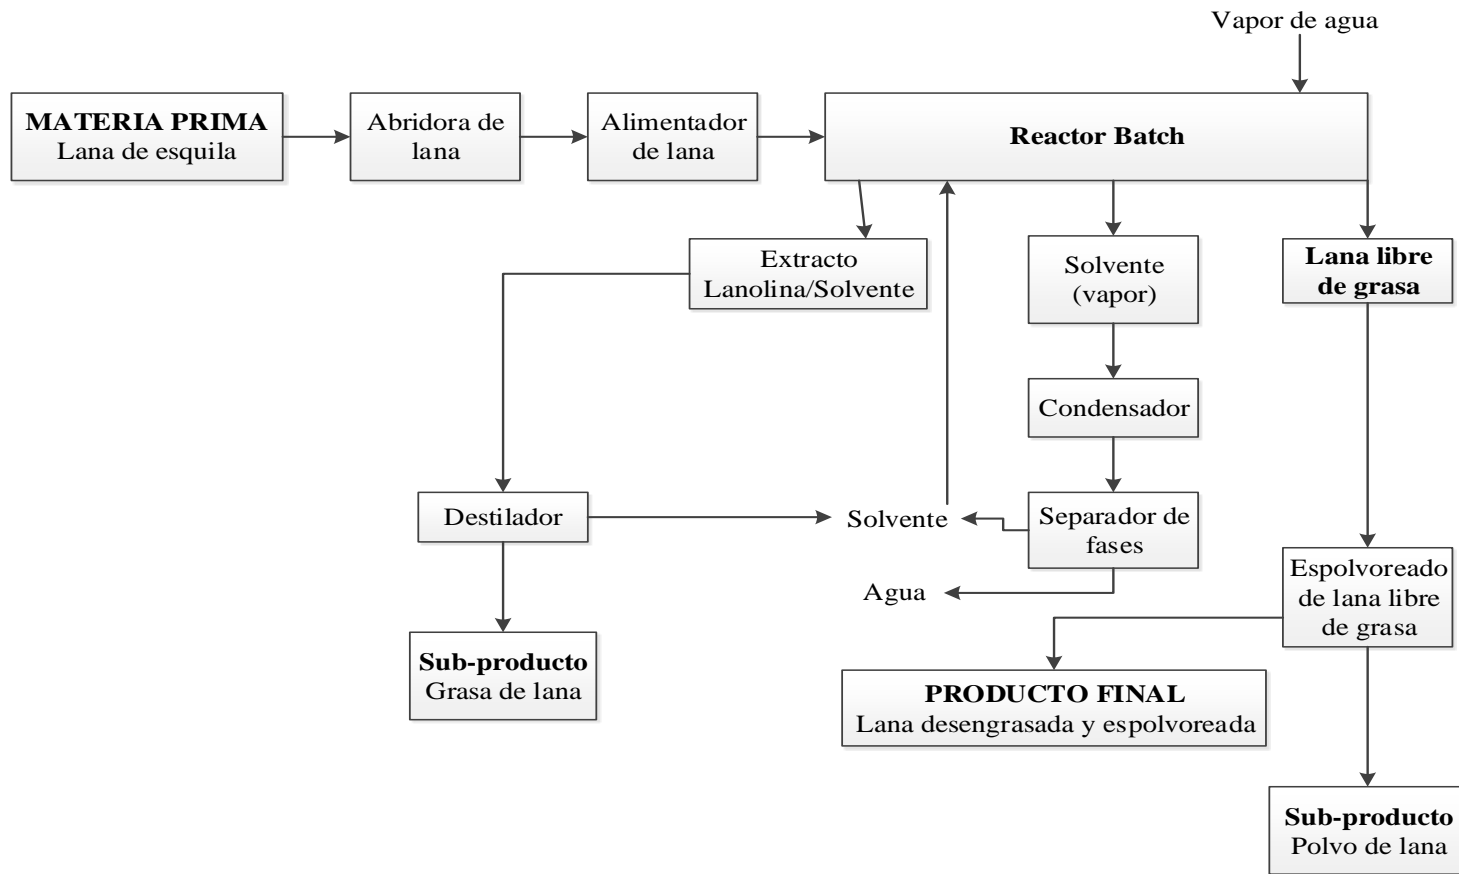 Vapor de agua
MATERIA PRIMA
Lana de esquila
Abridora de
lana
Alimentador
de lana
Reactor Batch
Extracto
Lanolina/Solvente
Solvente
(vapor)
Lana libre
de grasa
Condensador
Destilador
Solvente
Separador de
fases
Agua
Espolvoreado
de lana libre
de grasa
Sub-producto
Grasa de lana
PRODUCTO FINAL
Lana desengrasada y espolvoreada
Sub-producto
Polvo de lana